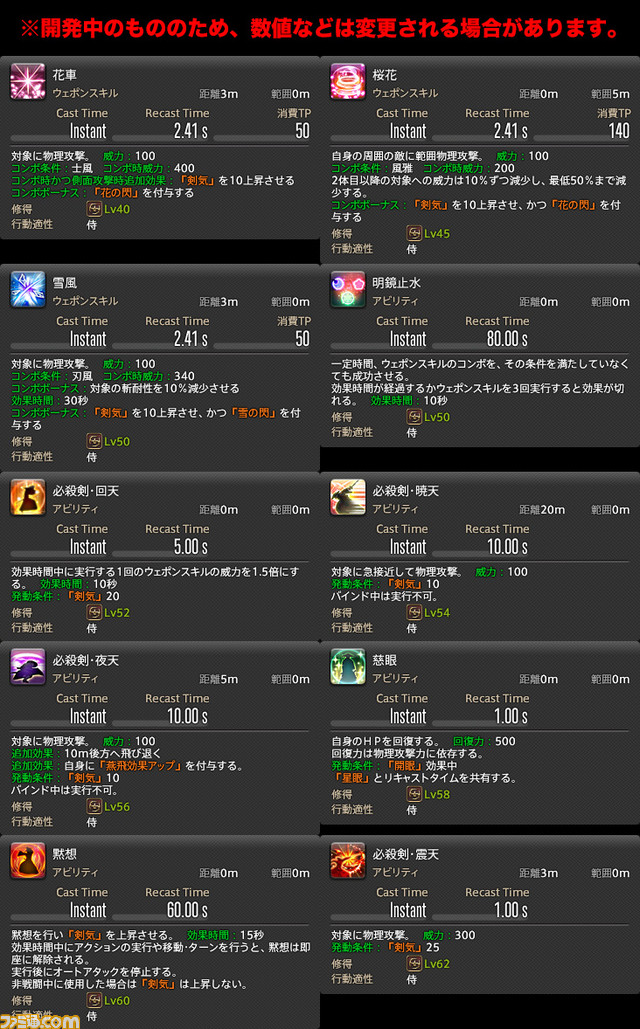 ※開発中のもののため、数値などは変更される場合があります。
花車
ウェポンスキル 距離3m 範囲0m
Cast Time Recast Time 消費TP
Instant 2.41 s 50
対象に物理攻撃。 威力：100
コンボ条件：士風 コンボ時威力：400
コンボ時かつ側面攻撃時追加効果：「剣気」を10上昇させる
コンボボーナス：「花の閃」を付与する
修得 Lv40
行動適性 侍
桜花
ウェポンスキル 距離0m 範囲5m
Cast Time Recast Time 消費TP
Instant 2.41 s 140
自身の周囲の敵に範囲物理攻撃。 威力：100
コンボ条件：風雅 コンボ時威力：200
2体目以降の対象への威力は10％ずつ減少し、最低50％まで減
少する。
コンボボーナス：「剣気」を10上昇させ、かつ「花の閃」を付
与する
修得 Lv45
行動適性 侍
雪風
ウェポンスキル 距離3m 範囲0m
Cast Time Recast Time 消費TP
Instant 2.41 s 50
対象に物理攻撃。 威力：100
コンボ条件：刃風 コンボ時威力：340
コンボボーナス：対象の斬耐性を10％減少させる
効果時間：30秒
コンボボーナス：「剣気」を10上昇させ、かつ「雪の閃」を付
与する
修得 Lv50
行動適性 侍
明鏡止水
アビリティ 距離0m 範囲0m
Cast Time Recast Time
Instant 80.00 s
一定時間、ウェポンスキルのコンボを、その条件を満たしていなく
ても成功させる。
効果時間が経過するかウェポンスキルを3回実行すると効果が切
れる。 効果時間：10秒
修得 Lv50
行動適性 侍
必殺剣・回天
アビリティ 距離0m 範囲0m
Cast Time Recast Time
Instant 5.00 s
効果時間中に実行する1回のウェポンスキルの威力を1.5倍にす
る。 効果時間：10秒
発動条件：「剣気」20
修得 Lv52
行動適性 侍
必殺剣・暁天
アビリティ 距離20m 範囲0m
Cast Time Recast Time
Instant 10.00 s
対象に急接近して物理攻撃。 威力：100
発動条件：「剣気」10
バインド中は実行不可。
修得 Lv54
行動適性 侍
必殺剣・夜天
アビリティ 距離5m 範囲0m
Cast Time Recast Time
Instant 10.00 s
対象に物理攻撃。 威力：100
追加効果：10m後方へ飛び退く
追加効果：自身に「燕飛効果アップ」を付与する。
発動条件：「剣気」10
バインド中は実行不可。
修得 Lv56
行動適性 侍
慈眼
アビリティ 距離0m 範囲0m
Cast Time Recast Time
Instant 1.00 s
自身のＨＰを回復する。 回復力：500
回復力は物理攻撃力に依存する。
発動条件：「開眼」効果中
「星眼」とリキャストタイムを共有する。
修得 Lv58
行動適性 侍
黙想
アビリティ 距離0m 範囲0m
Cast Time Recast Time
Instant 60.00 s
黙想を行い「剣気」を上昇させる。 効果時間：15秒
効果時間中にアクションの実行や移動・ターンを行うと、黙想は即
座に解除される。
実行後にオートアタックを停止する。
非戦闘中に使用した場合は「剣気」は上昇しない。
修得 Lv60
行動適性 侍
必殺剣・震天
アビリティ 距離3m 範囲0m
Cast Time Recast Time
Instant 1.00 s
対象に物理攻撃。 威力：300
発動条件：「剣気」25
修得 Lv62
行動適性 侍
ファミ通.com